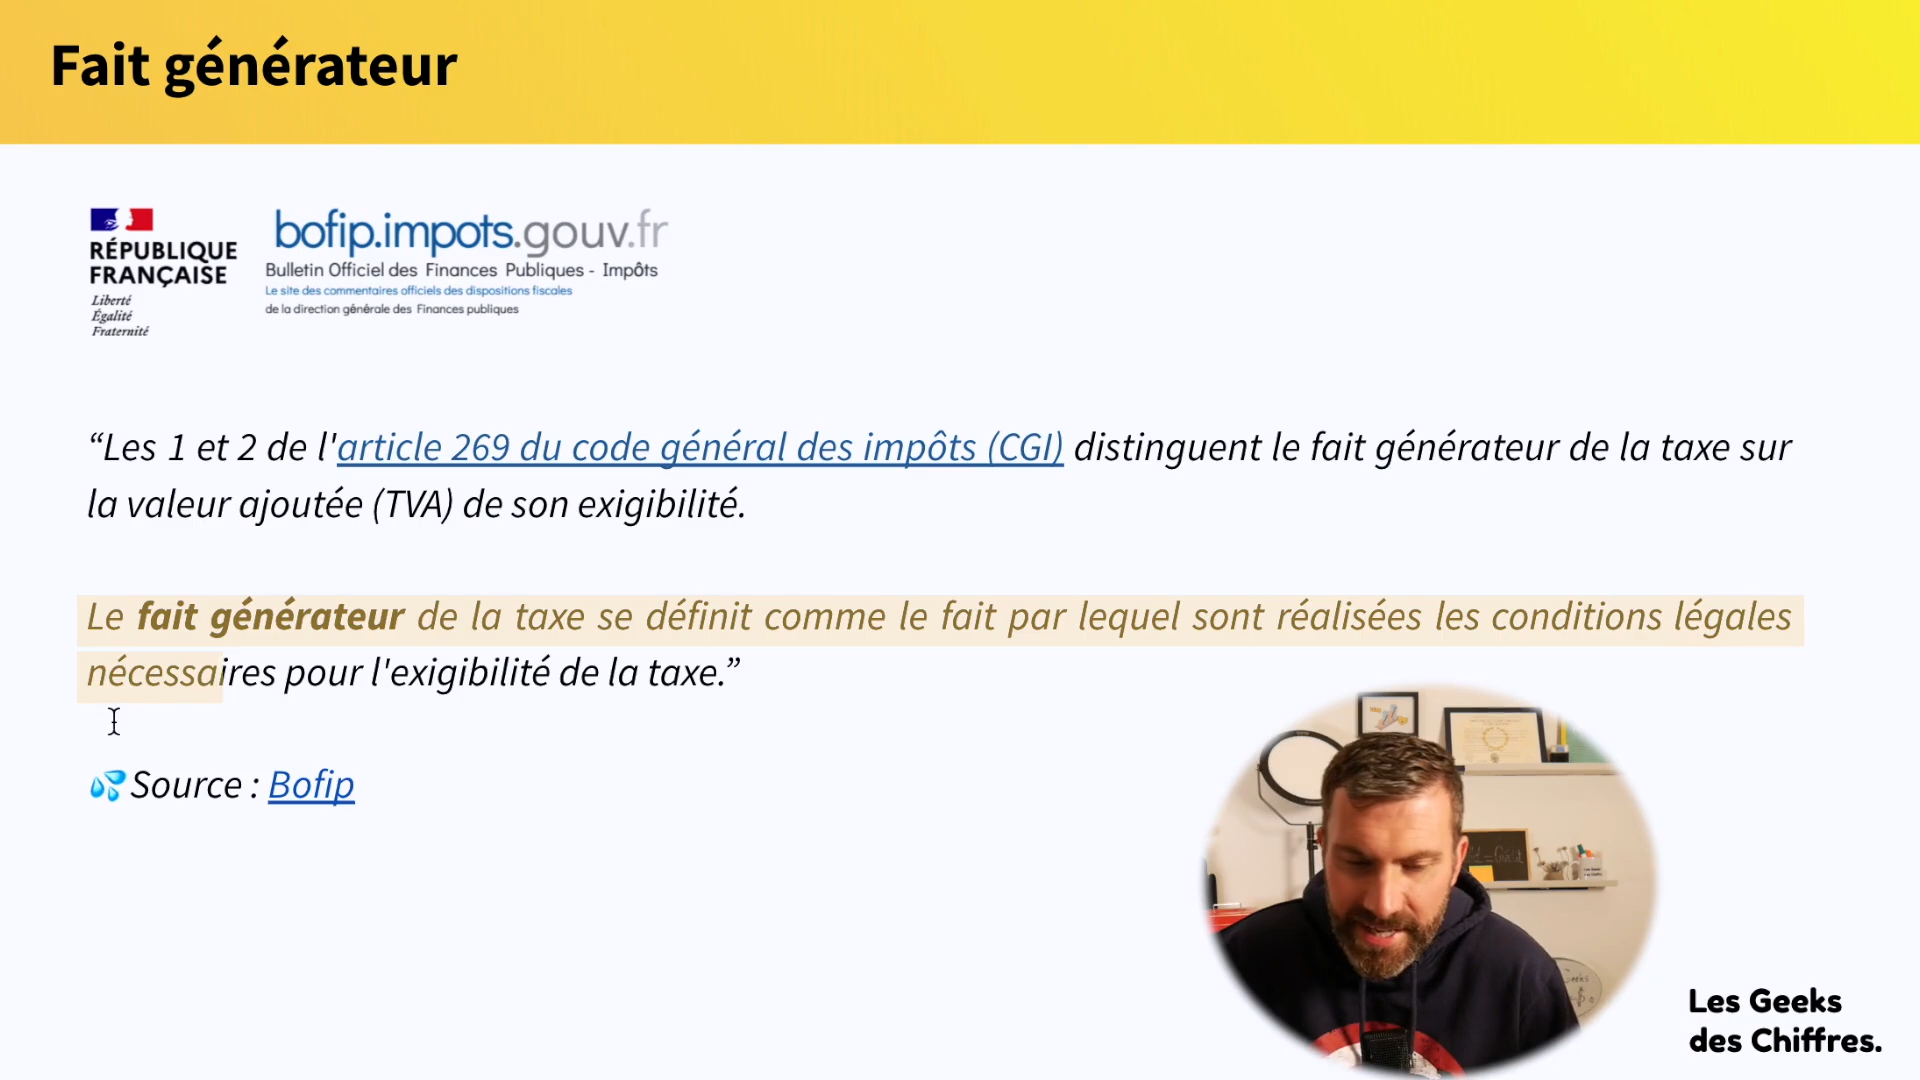 Fait générateur
RÉPUBLIQUE
FRANÇAISE
Liberté
Égalité
Fraternité
bofip.impots.gouv.fr
Bulletin Officiel des Finances Publiques - Impôts
Le site des commentaires officiels des dispositions fiscales
de la direction générale des Finances publiques
“Les 1 et 2 de l'article 269 du code général des impôts (CGI) distinguent le fait générateur de la taxe sur
la valeur ajoutée (TVA) de son exigibilité.
Le fait générateur de la taxe se définit comme le fait par lequel sont réalisées les conditions légales
nécessaires pour l'exigibilité de la taxe.”
💦Source : Bofip
Les Geeks
des Chiffres.